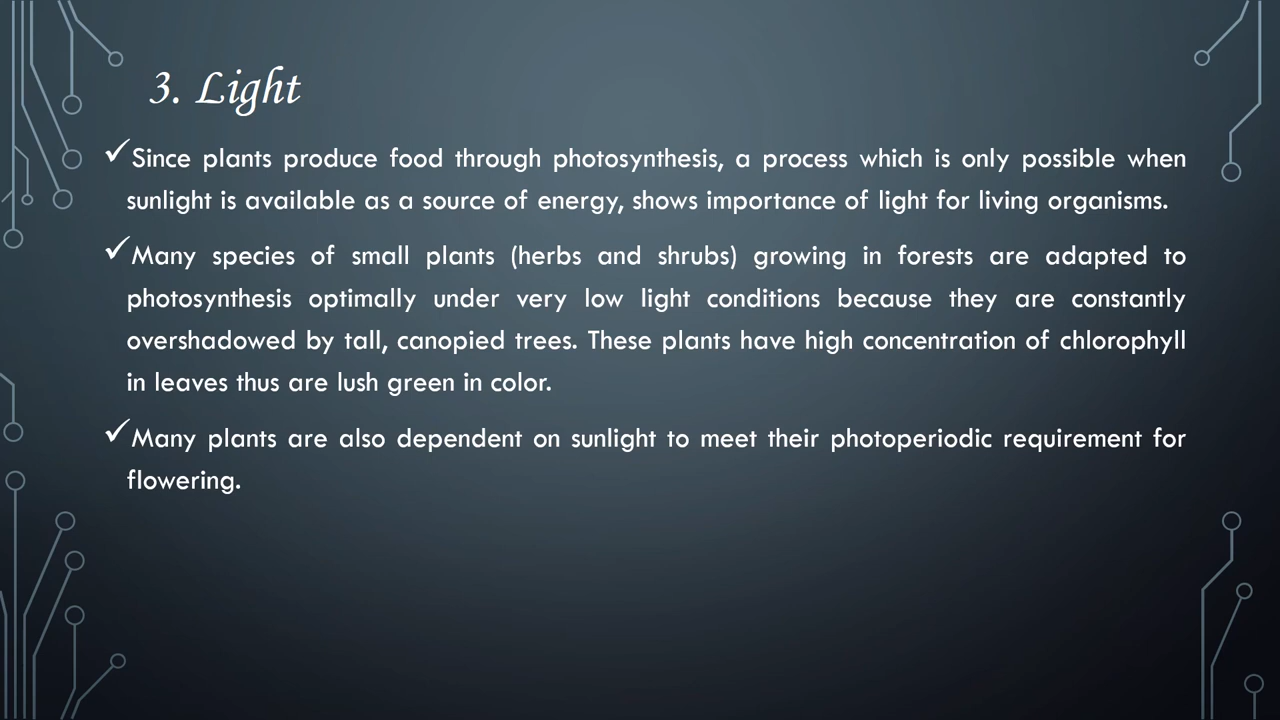 3. Light
✓Since plants produce food through photosynthesis, a process which is only possible when
sunlight is available as a source of energy, shows importance of light for living organisms.
✓Many species of small plants (herbs and shrubs) growing in forests are adapted to
photosynthesis optimally under very low light conditions because they are constantly
overshadowed by tall, canopied trees. These plants have high concentration of chlorophyll
in leaves thus are lush green in color.
✓Many plants are also dependent on sunlight to meet their photoperiodic requirement for
flowering.